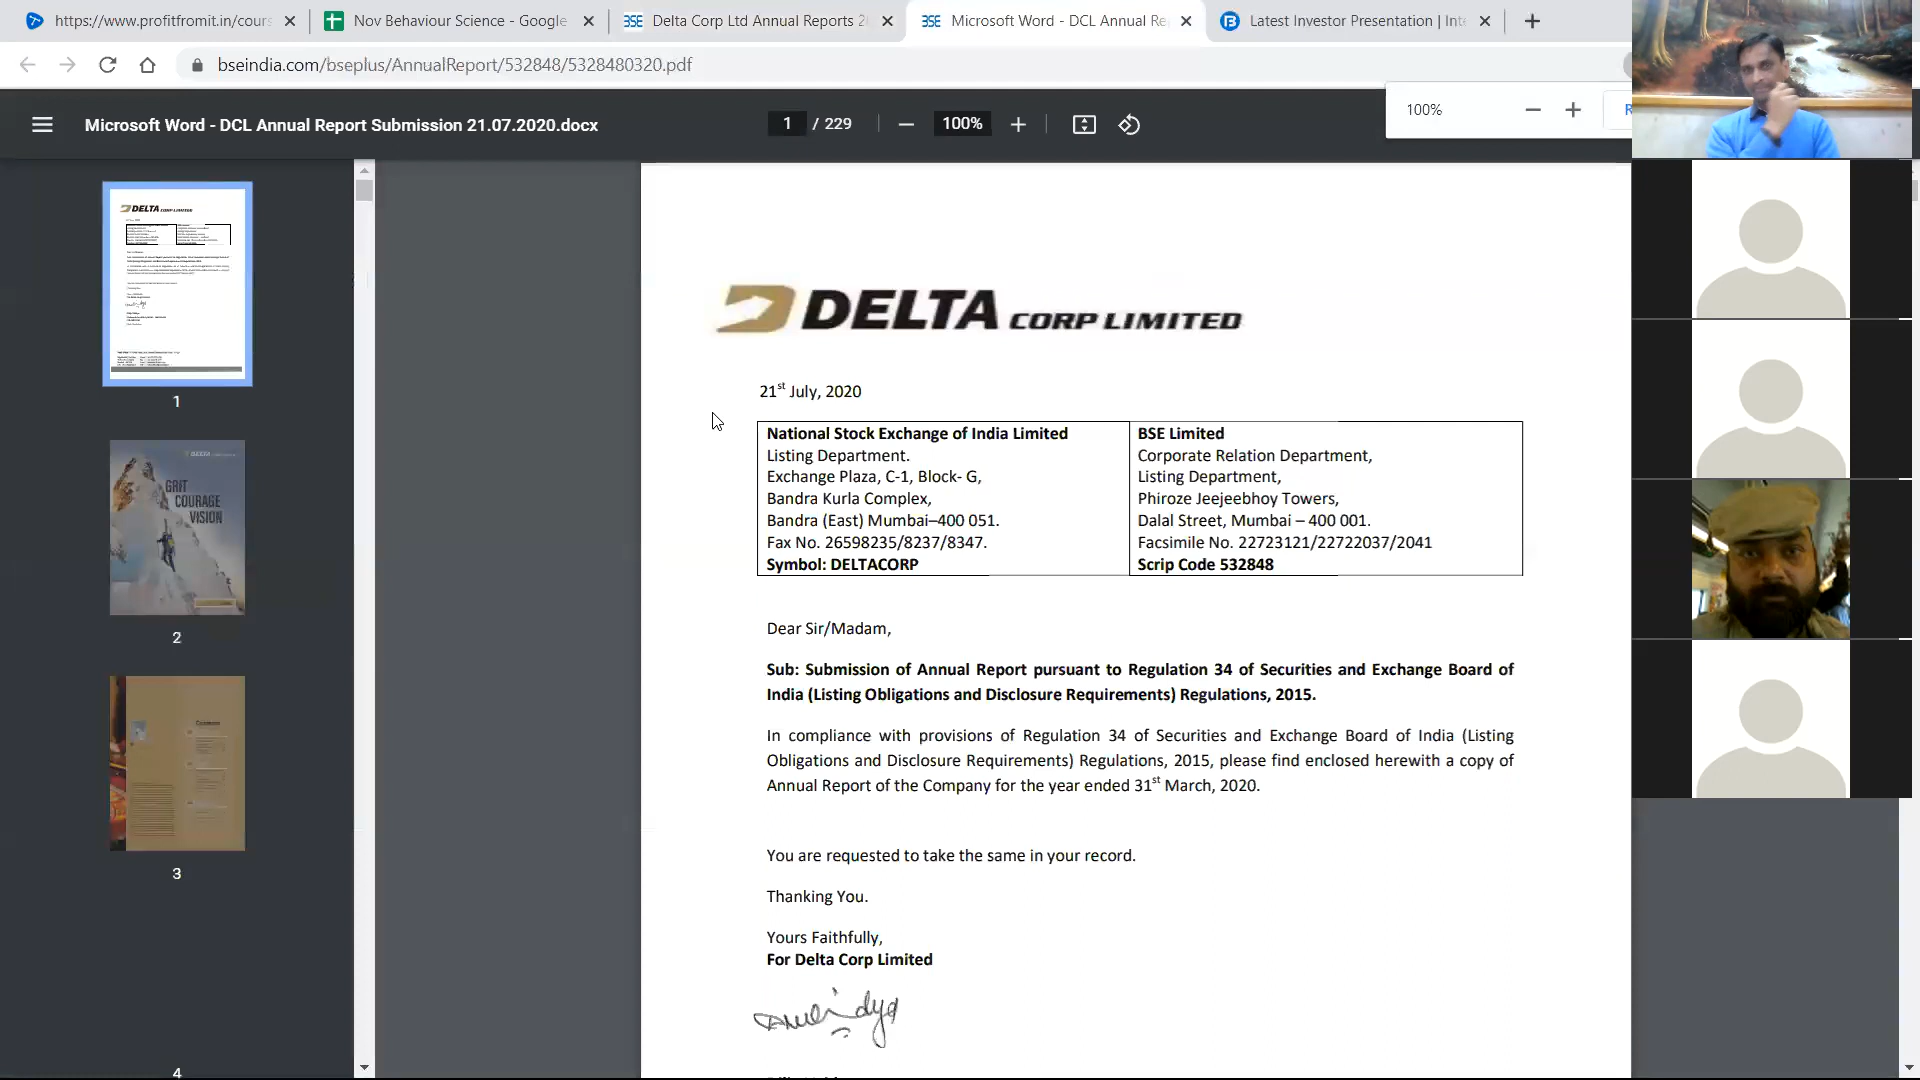 https://www.profitfromit.in/cours
Nov Behaviour Science - Google
BSE Delta Corp Ltd Annual Reports 2
BSE Microsoft Word - DCL Annual Re
Latest Investor Presentation | Inte
bseindia.com/bseplus/AnnualReport/532848/5328480320.pdf
100%
Microsoft Word - DCL Annual Report Submission 21.07.2020.docx
1 / 229
100%
DELTA CORP LIMITED
1
DELTA
GRIT
COURAGE
VISION
2
3
4
DELTA CORP LIMITED
21st July, 2020
National Stock Exchange of India Limited
Listing Department.
Exchange Plaza, C-1, Block- G,
Bandra Kurla Complex,
Bandra (East) Mumbai–400 051.
Fax No. 26598235/8237/8347.
Symbol: DELTACORP
BSE Limited
Corporate Relation Department,
Listing Department,
Phiroze Jeejeebhoy Towers,
Dalal Street, Mumbai – 400 001.
Facsimile No. 22723121/22722037/2041
Scrip Code 532848
Dear Sir/Madam,
Sub: Submission of Annual Report pursuant to Regulation 34 of Securities and Exchange Board of
India (Listing Obligations and Disclosure Requirements) Regulations, 2015.
In compliance with provisions of Regulation 34 of Securities and Exchange Board of India (Listing
Obligations and Disclosure Requirements) Regulations, 2015, please find enclosed herewith a copy of
Annual Report of the Company for the year ended 31st March, 2020.
You are requested to take the same in your record.
Thanking You.
Yours Faithfully,
For Delta Corp Limited